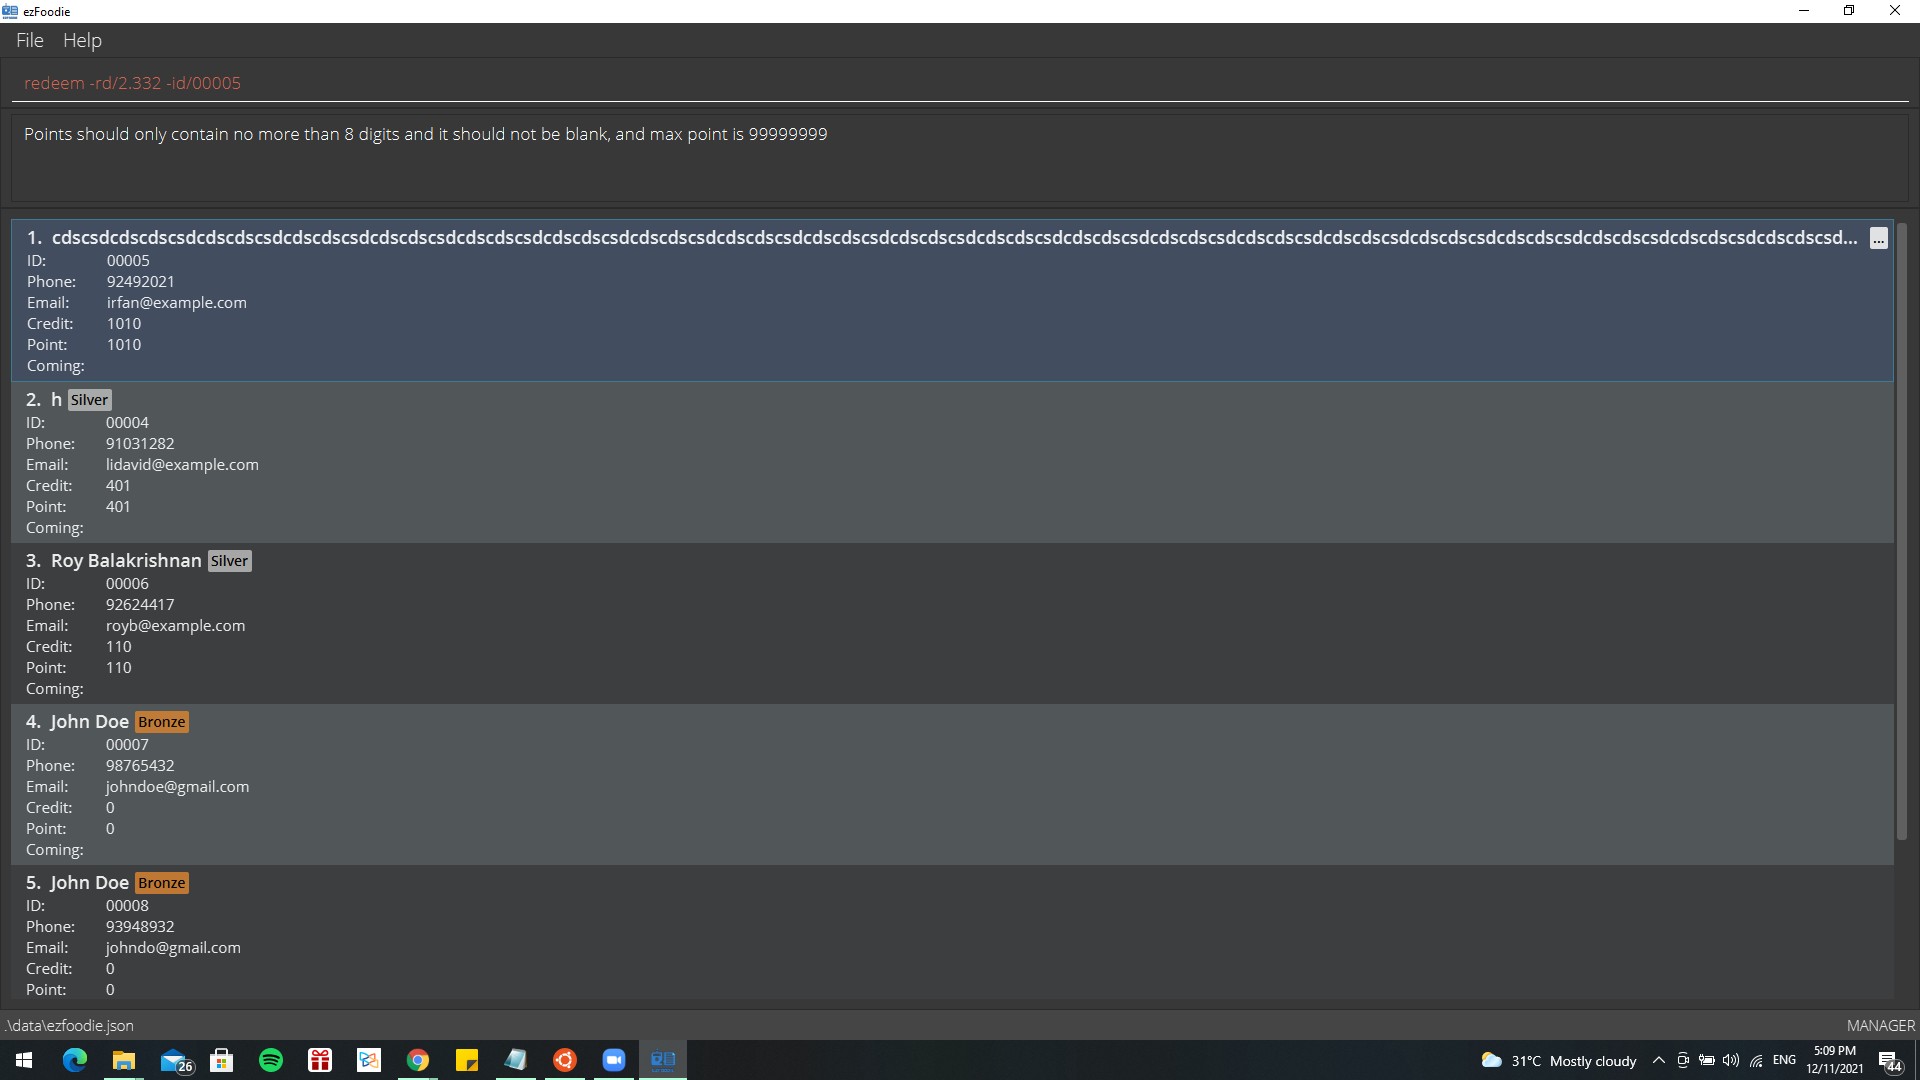 ezFoodie
File Help
redeem -rd/2.332 -id/00005
Points should only contain no more than 8 digits and it should not be blank, and max point is 99999999
1. cdscsdcdscdscsdcdscdscsdcdscdscsdcdscdscsdcdscdscsdcdscdscsdcdscdscsdcdscdscsdcdscdscsdcdscdscsdcdscdscsdcdscdscsdcdscdscsdcdscdscsdcdscdscsdcdscdscsdcdscdscsdcdscdscsdcdscdscsdcdscdscsd... ...
ID: 00005
Phone: 92492021
Email: irfan@example.com
Credit: 1010
Point: 1010
Coming:
2. h Silver
ID: 00004
Phone: 91031282
Email: lidavid@example.com
Credit: 401
Point: 401
Coming:
3. Roy Balakrishnan Silver
ID: 00006
Phone: 92624417
Email: royb@example.com
Credit: 110
Point: 110
Coming:
4. John Doe Bronze
ID: 00007
Phone: 98765432
Email: johndoe@gmail.com
Credit: 0
Point: 0
Coming:
5. John Doe Bronze
ID: 00008
Phone: 93948932
Email: johndo@gmail.com
Credit: 0
Point: 0
.\data\ezfoodie.json MANAGER
26 31°C Mostly cloudy ENG 5:09 PM
12/11/2021 44